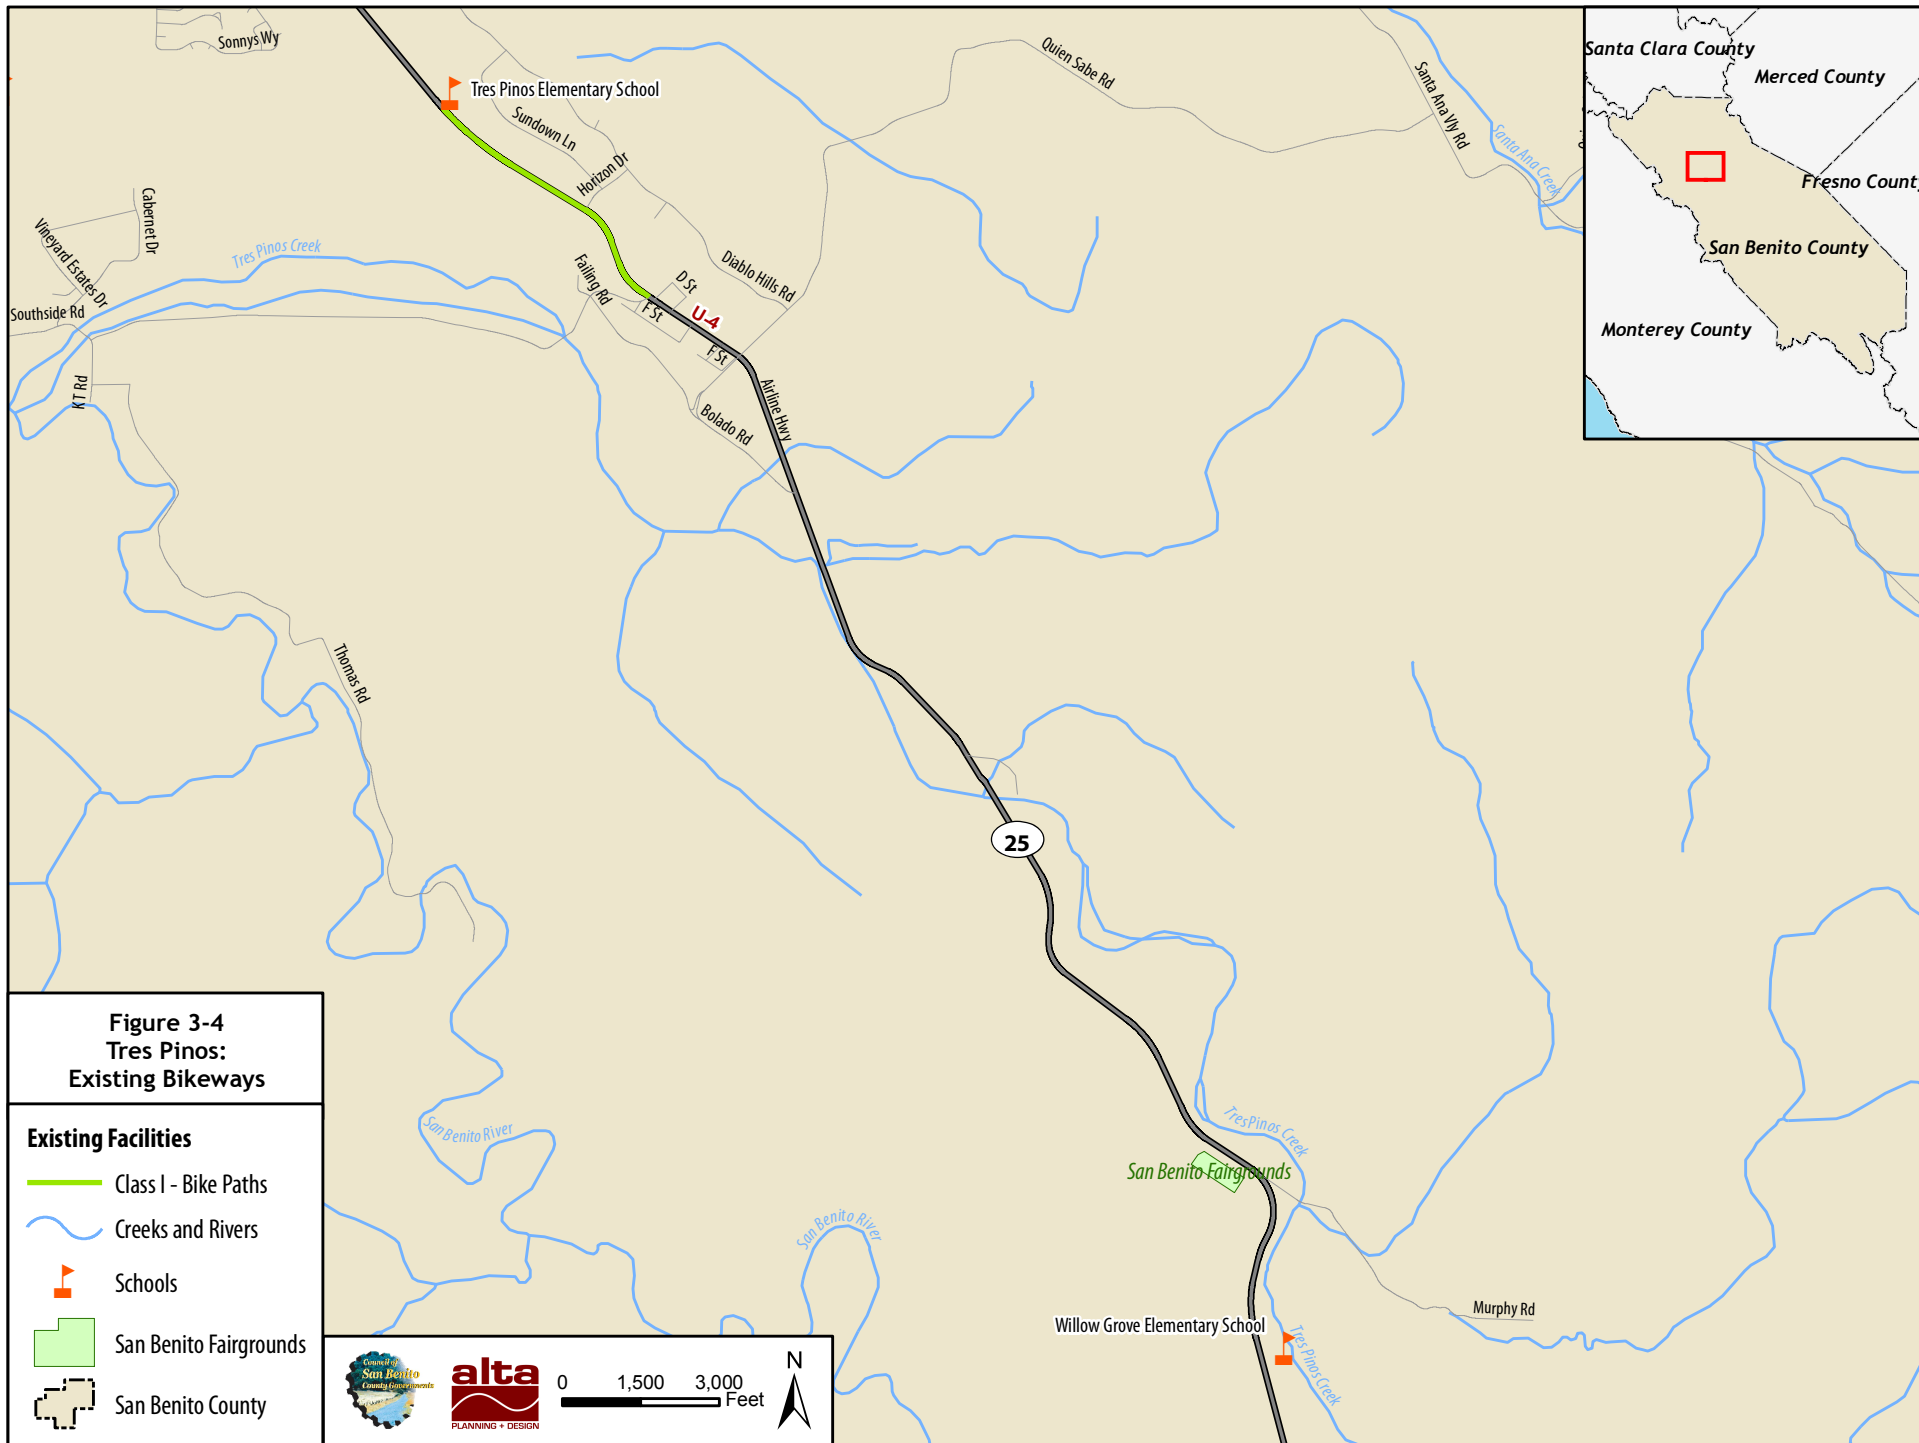 Sonnys Wy
Tres Pinos Elementary School
Sundown Ln
Horizon Dr
Quien Sabe Rd
Santa Ana Vly Rd
Santa Ana Creek
Santa Clara County
Merced County
Fresno Count
San Benito County
Monterey County
Cabernet Dr
Vineyard Estates Dr
Southside Rd
Tres Pinos Creek
Failing Rd
D St
F St
U-4
F St
Diablo Hills Rd
Airline Hwy
Bolado Rd
K T Rd
Thomas Rd
25
San Benito River
San Benito River
Tres Pinos Creek
San Benito Fairgrounds
Murphy Rd
Willow Grove Elementary School
Tres Pinos Creek
Figure 3-4
Tres Pinos:
Existing Bikeways
Existing Facilities
Class I - Bike Paths
Creeks and Rivers
Schools
San Benito Fairgrounds
San Benito County
Council of
San Benito
County Governments
alta
PLANNING + DESIGN
0 1,500 3,000
Feet
N